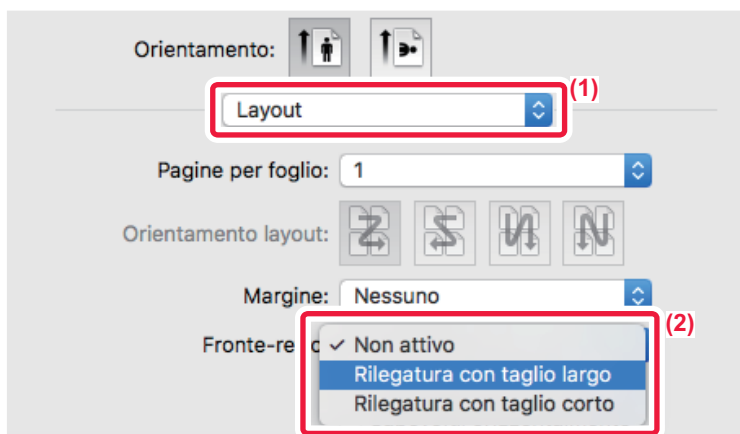 Orientamento:
(1)
Layout
Pagine per foglio: 1
Orientamento layout:
Margine: Nessuno
(2)
Fronte-re ✓ Non attivo
Rilegatura con taglio largo
Rilegatura con taglio corto